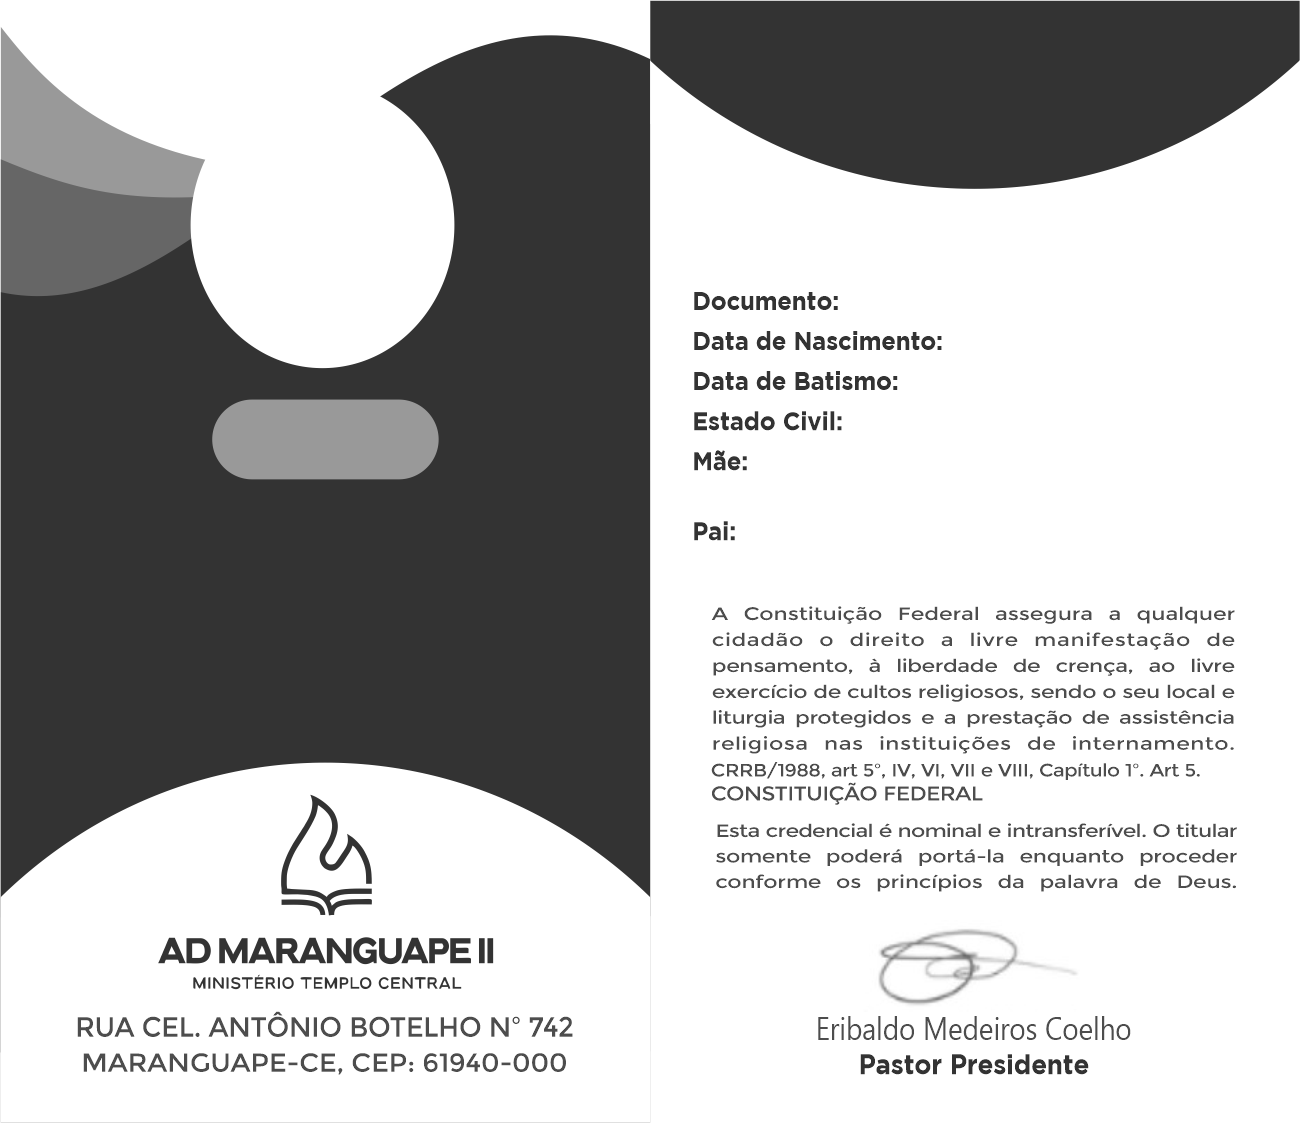 AD MARANGUAPE II
MINISTÉRIO TEMPLO CENTRAL
RUA CEL. ANTÔNIO BOTELHO N° 742
MARANGUAPE-CE, CEP: 61940-000
Documento:
Data de Nascimento:
Data de Batismo:
Estado Civil:
Mãe:
Pai:
A Constituição Federal assegura a qualquer
cidadão o direito a livre manifestação de
pensamento, à liberdade de crença, ao livre
exercício de cultos religiosos, sendo o seu local e
liturgia protegidos e a prestação de assistência
religiosa nas instituições de internamento.
CRRB/1988, art 5°, IV, VI, VII e VIII, Capítulo 1°. Art 5.
CONSTITUIÇÃO FEDERAL
Esta credencial é nominal e intransferível. O titular
somente poderá portá-la enquanto proceder
conforme os princípios da palavra de Deus.
Eribaldo Medeiros Coelho
Pastor Presidente